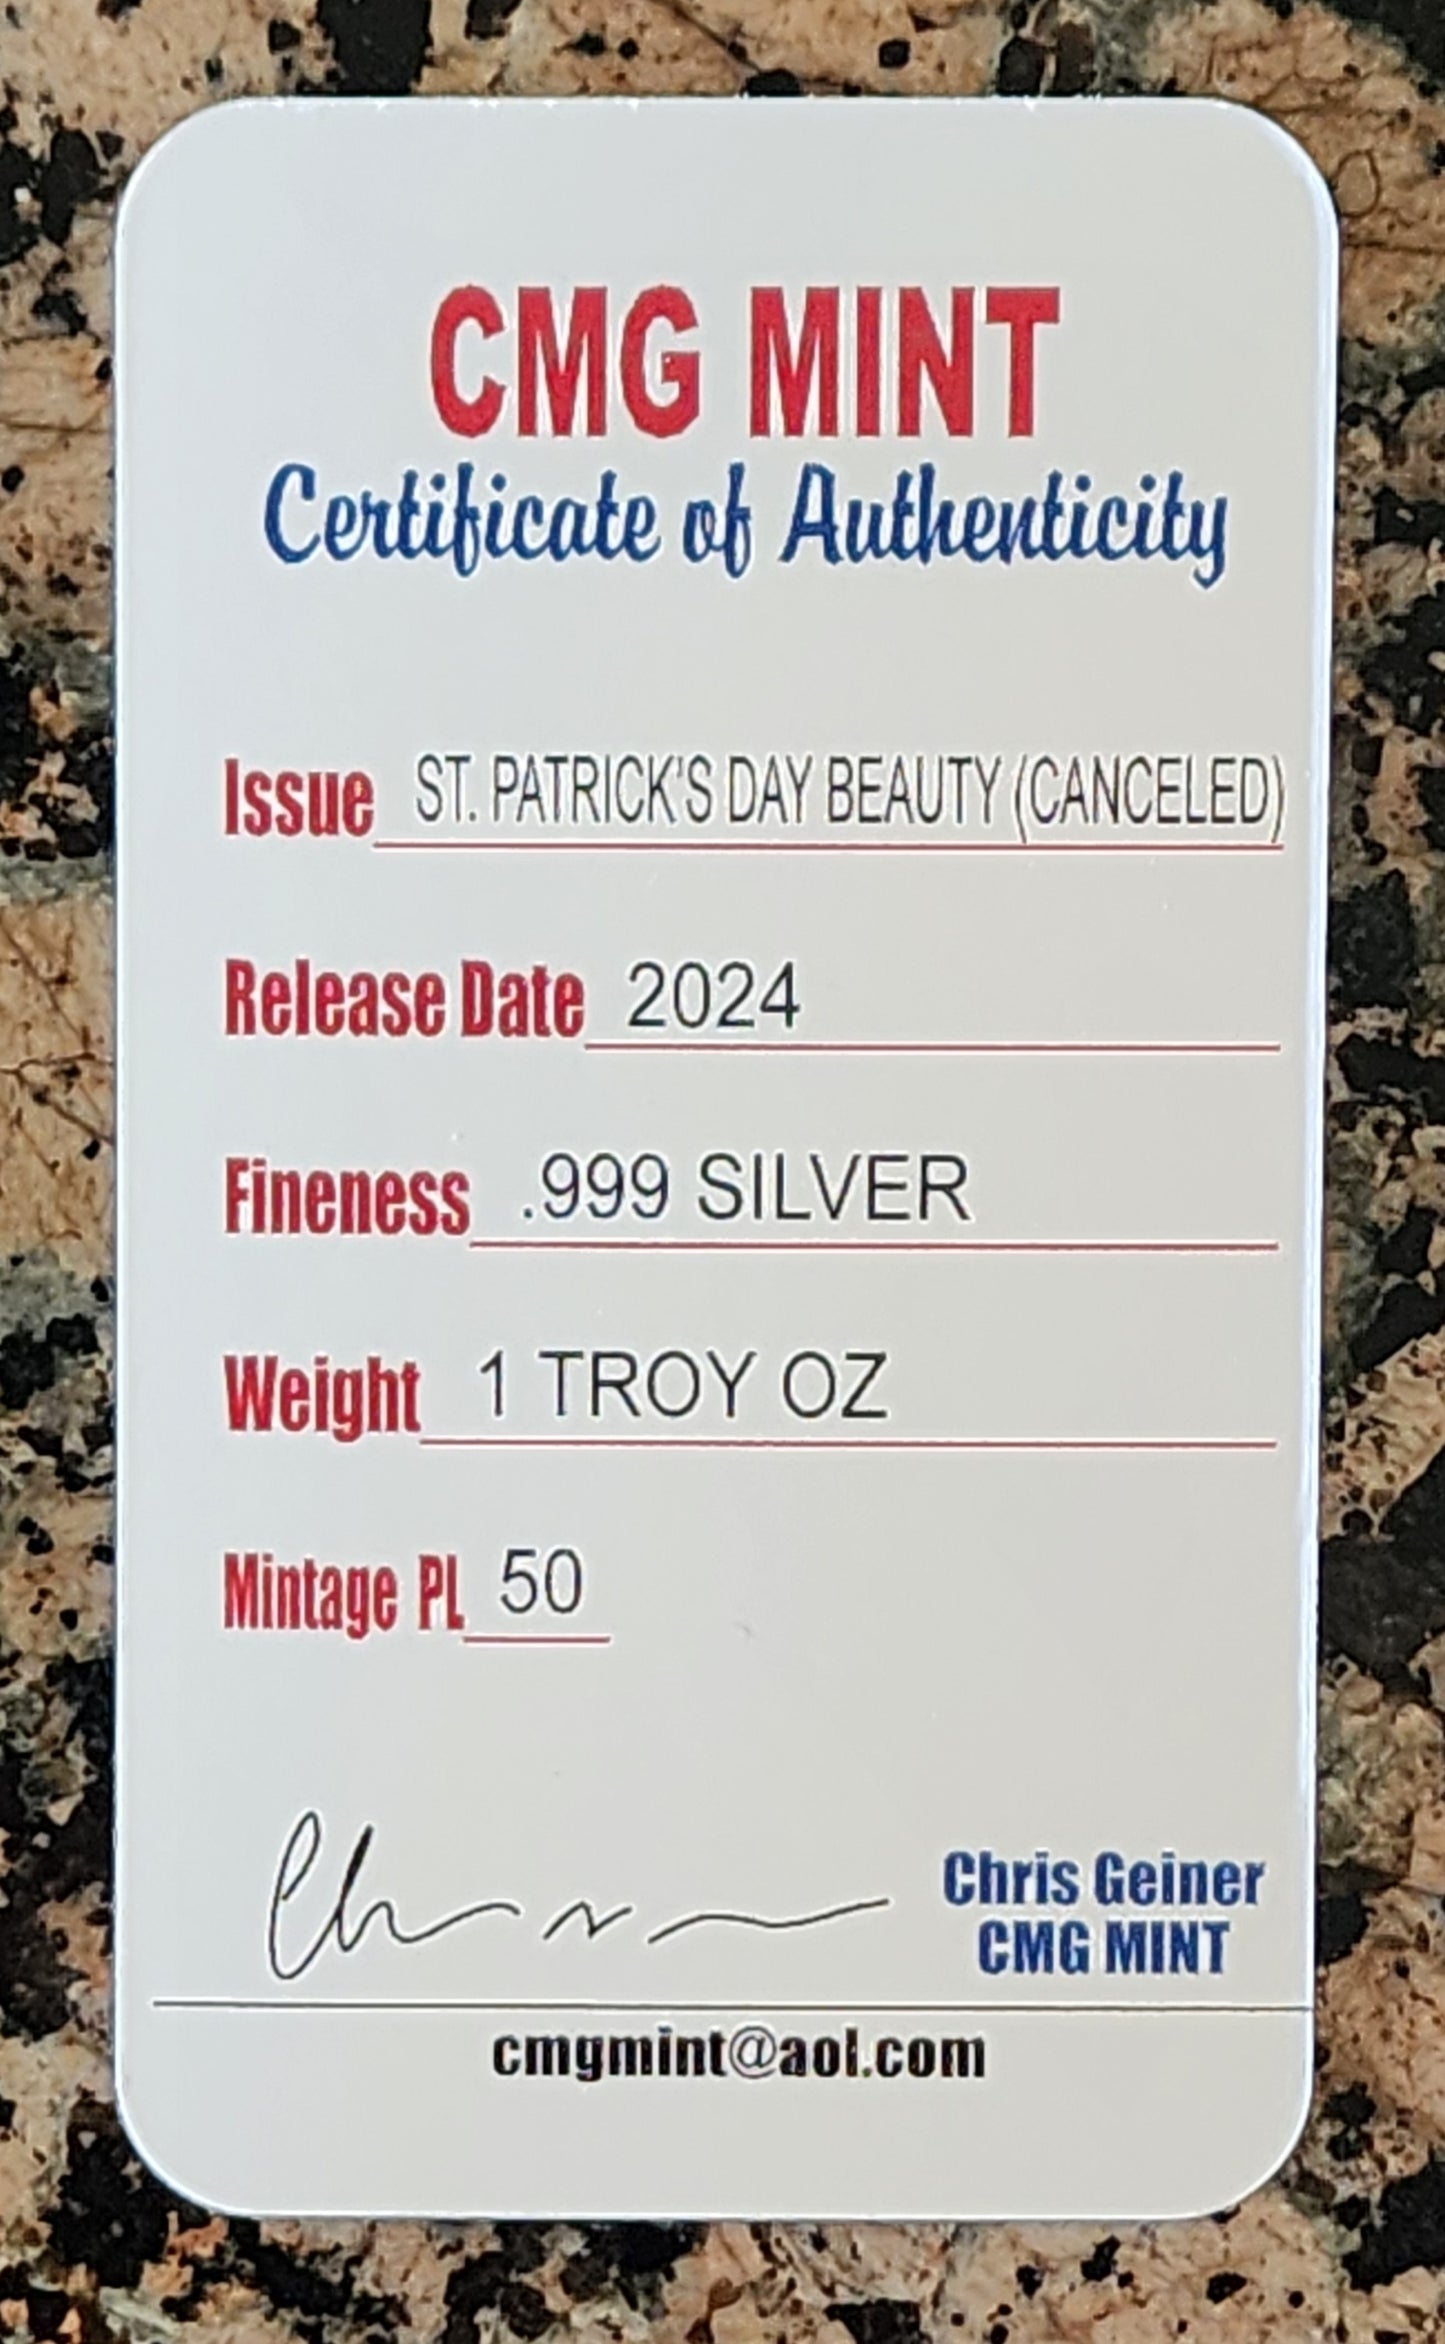 CMG MINT
Certificate of Authenticity
Issue ST. PATRICK'S DAY BEAUTY (CANCELED)
Release Date 2024
Fineness .999 SILVER
Weight 1 TROY OZ
Mintage PL 50
Chris Geiner
CMG MINT
cmgmint@aol.com